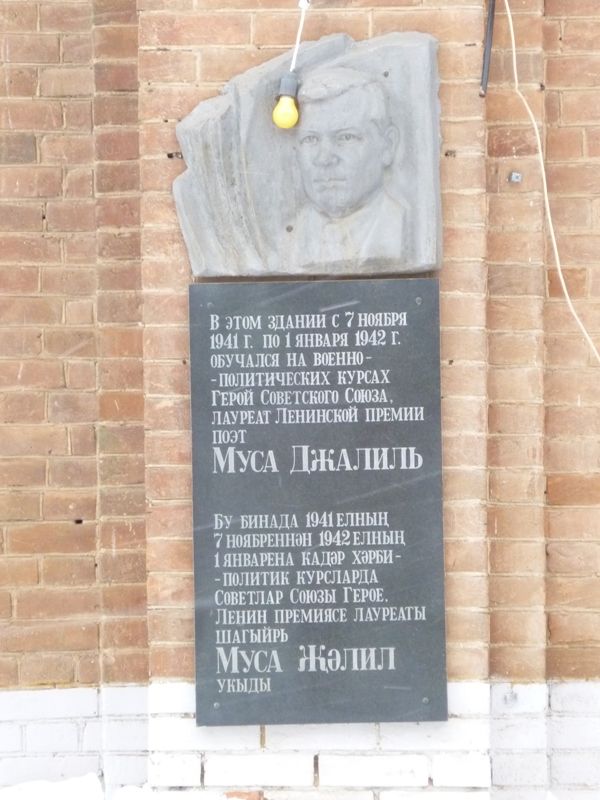 В этом здании с 7 ноября
1941 г. по 1 января 1942 г.
обучался на военно-
-политических курсах
Герой Советского Союза,
лауреат Ленинской премии
поэт
Муса Джалиль
Бу бинада 1941 елның
7 ноябреннән 1942 елның
1 январена кадәр хәрби-
-политик курсларда
Советлар Союзы Герое,
Ленин премиясе лауреаты
шагыйрь
Муса Җәлил
укыды